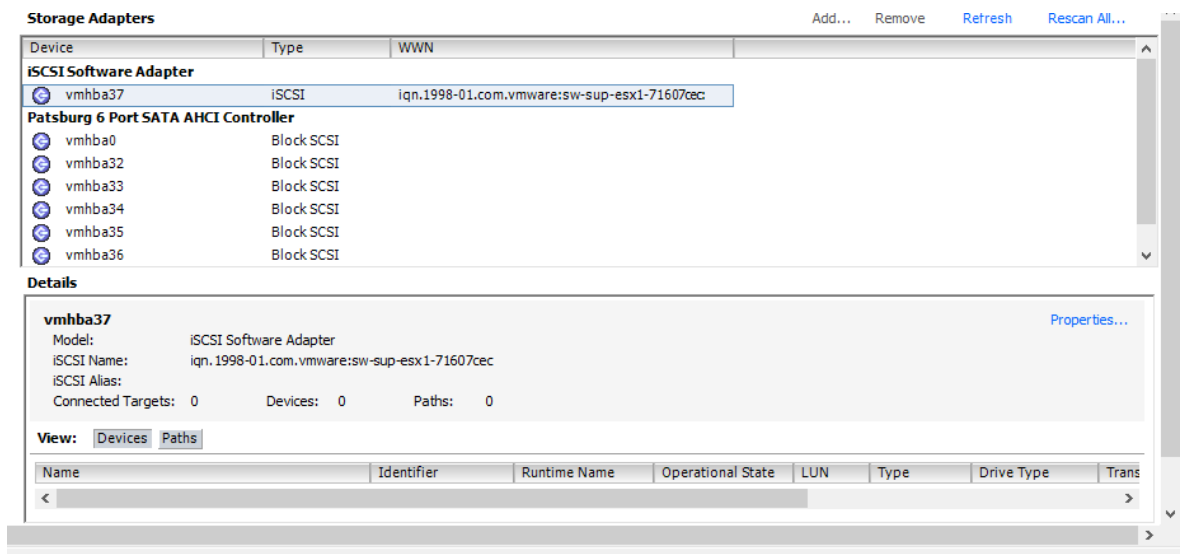 Storage Adapters Add... Remove Refresh Rescan All...
Device Type WWN
iSCSI Software Adapter
vmhba37 iSCSI iqn.1998-01.com.vmware:sw-sup-esx1-71607cec
Patsburg 6 Port SATA AHCI Controller
vmhba0 Block SCSI
vmhba32 Block SCSI
vmhba33 Block SCSI
vmhba34 Block SCSI
vmhba35 Block SCSI
vmhba36 Block SCSI
Details
vmhba37 Properties...
Model: iSCSI Software Adapter
iSCSI Name: iqn.1998-01.com.vmware:sw-sup-esx1-71607cec
iSCSI Alias:
Connected Targets: 0 Devices: 0 Paths: 0
View: Devices Paths
Name Identifier Runtime Name Operational State LUN Type Drive Type Trans